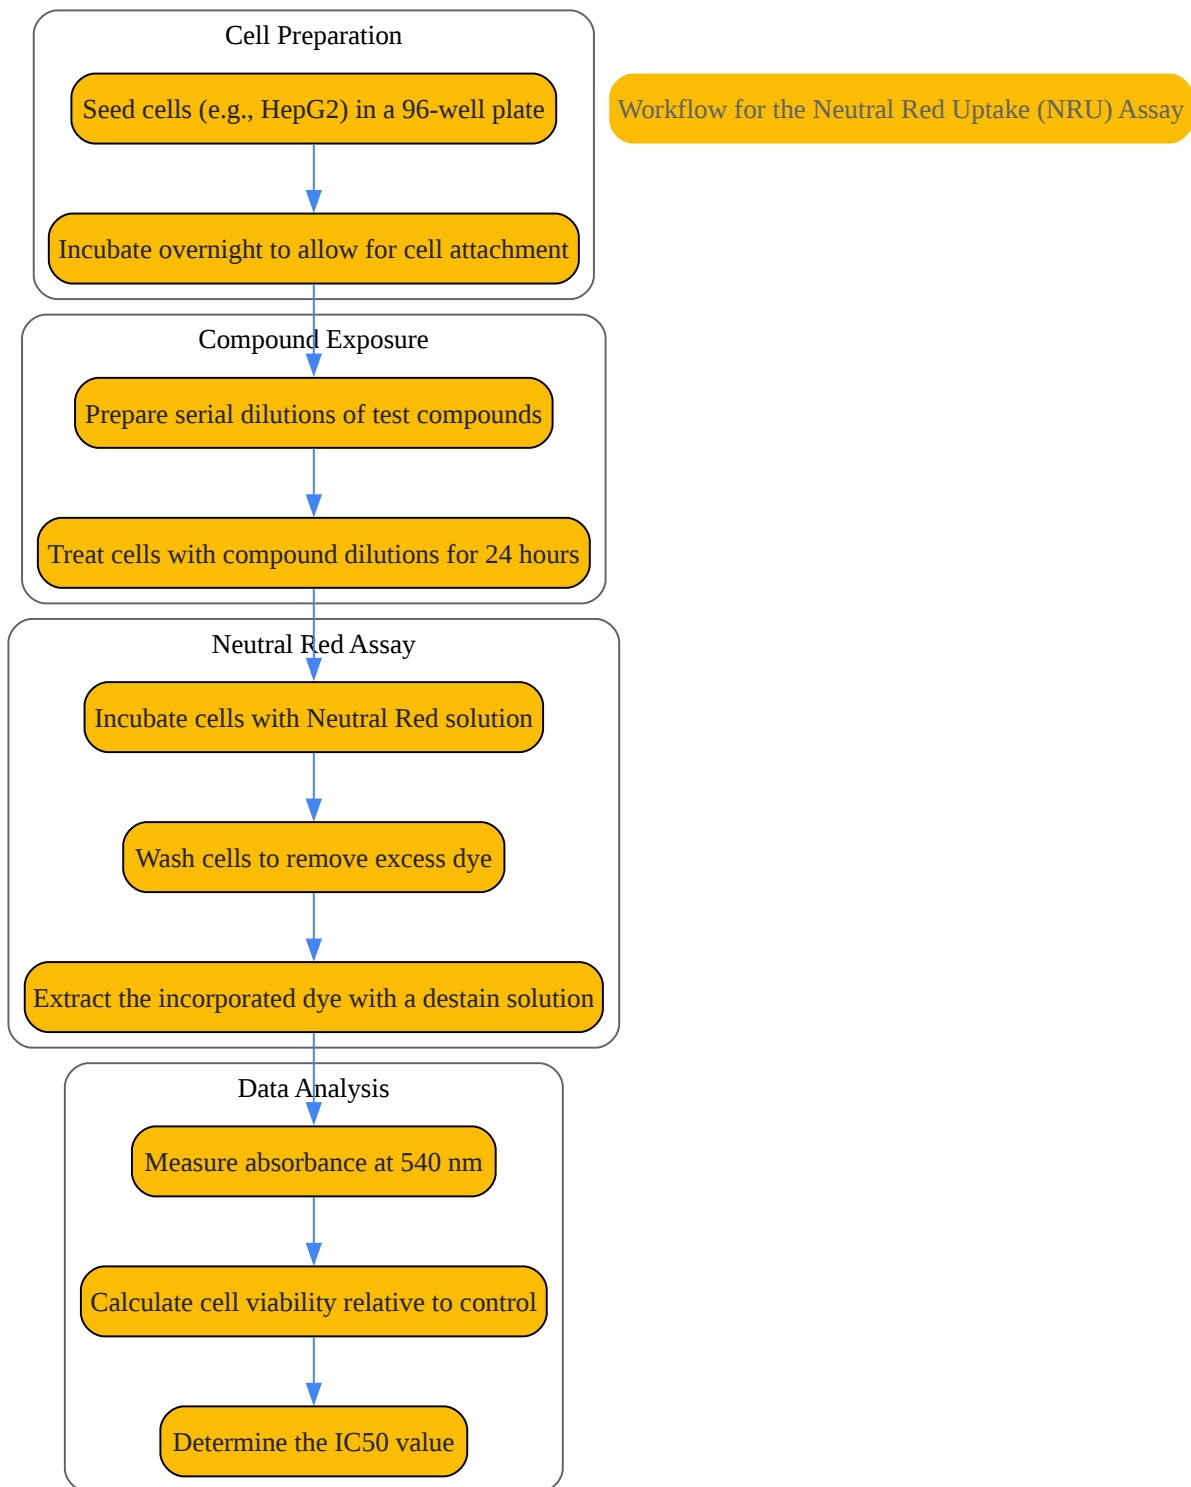 Cell Preparation
Seed cells (e.g., HepG2) in a 96-well plate
Workflow for the Neutral Red Uptake (NRU) Assay
Incubate overnight to allow for cell attachment
Compound Exposure
Prepare serial dilutions of test compounds
Treat cells with compound dilutions for 24 hours
Neutral Red Assay
Incubate cells with Neutral Red solution
Wash cells to remove excess dye
Extract the incorporated dye with a destain solution
Data Analysis
Measure absorbance at 540 nm
Calculate cell viability relative to control
Determine the IC50 value